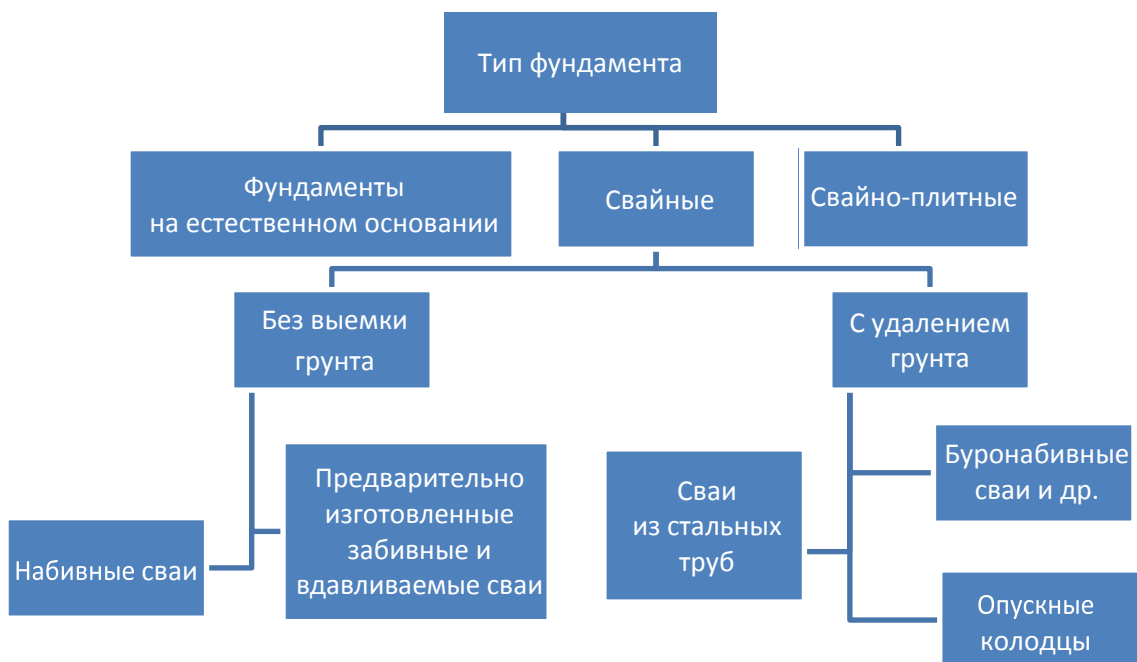 Тип фундамента
Фундаменты
на естественном основании
Свайные
Свайно-плитные
Без выемки
грунта
С удалением
грунта
Набивные сваи
Предварительно
изготовленные
забивные и
вдавливаемые сваи
Сваи
из стальных
труб
Буронабивные
сваи и др.
Опускные
колодцы